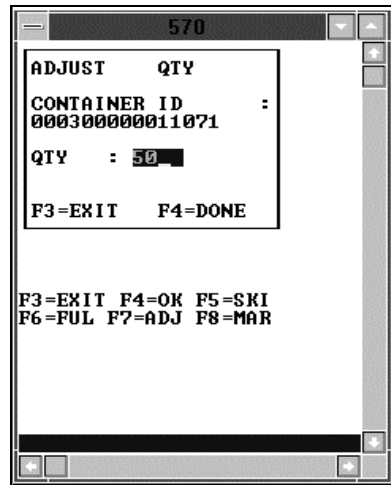 570
ADJUST QTY
CONTAINER ID :
000300000011071
QTY : 50__
F3=EXIT F4=DONE
F3=EXIT F4=OK F5=SKI
F6=FUL F7=ADJ F8=MAR